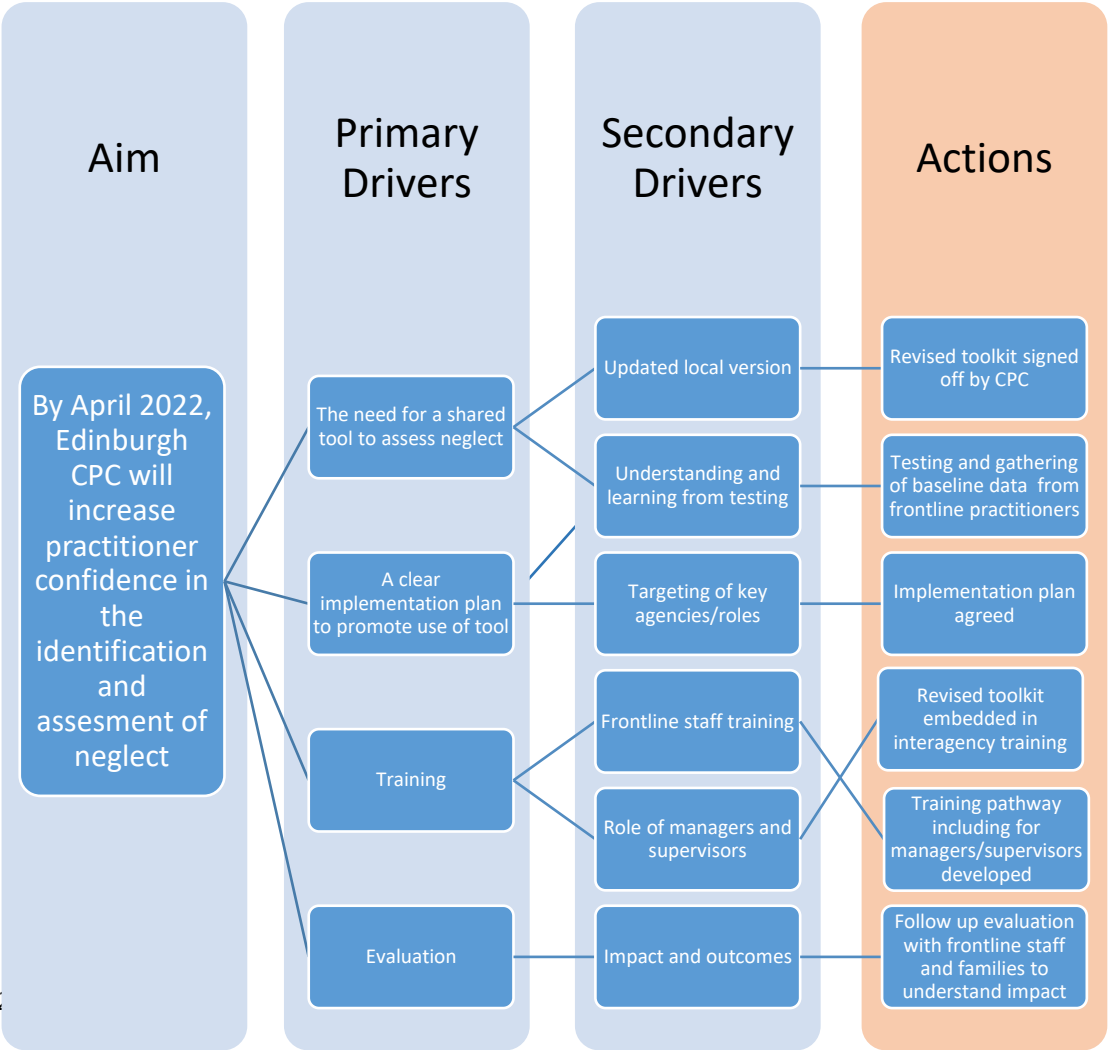 Aim
Primary
Drivers
Secondary
Drivers
Actions
By April 2022,
Edinburgh
CPC will
increase
practitioner
confidence in
the
identification
and
assesment of
neglect
The need for a shared
tool to assess neglect
A clear
implementation plan
to promote use of tool
Training
Evaluation
Updated local version
Understanding and
learning from testing
Targeting of key
agencies/roles
Frontline staff training
Role of managers and
supervisors
Impact and outcomes
Revised toolkit signed
off by CPC
Testing and gathering
of baseline data from
frontline practitioners
Implementation plan
agreed
Revised toolkit
embedded in
interagency training
Training pathway
including for
managers/supervisors
developed
Follow up evaluation
with frontline staff
and families to
understand impact